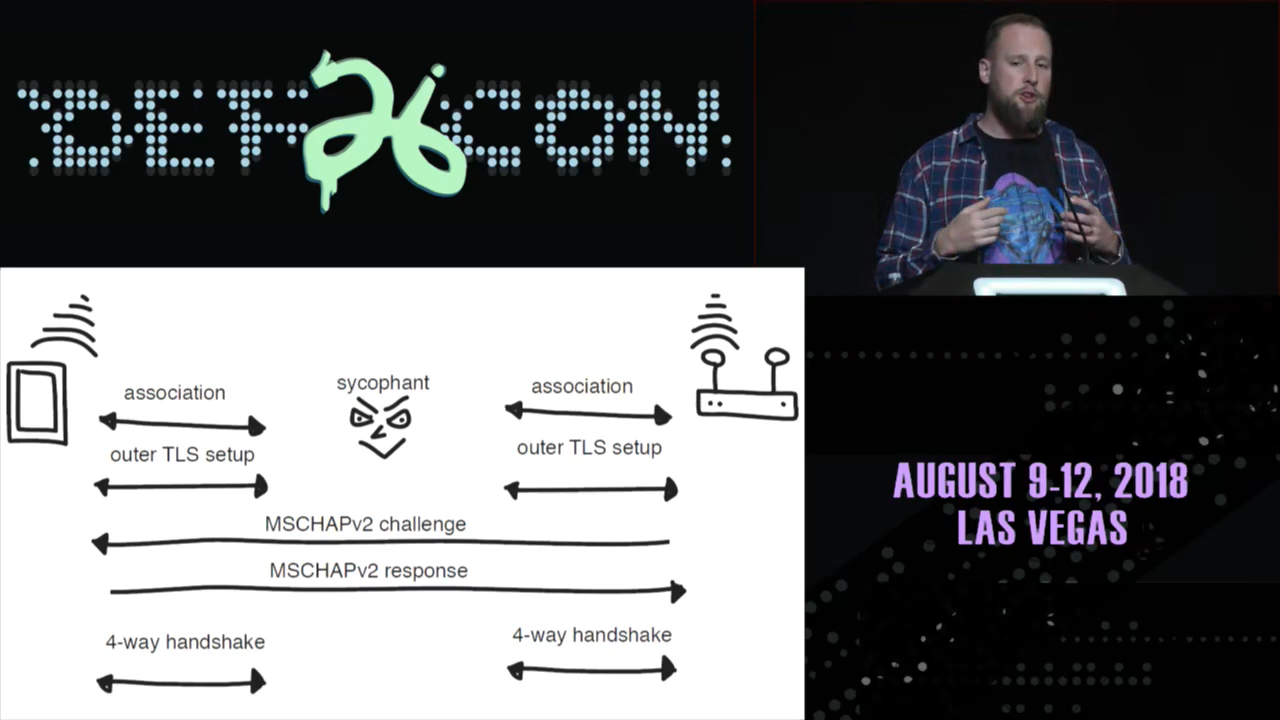 DEF 26 CON
AUGUST 9-12, 2018
LAS VEGAS
sycophant
association
association
outer TLS setup
outer TLS setup
MSCHAPv2 challenge
MSCHAPv2 response
4-way handshake
4-way handshake